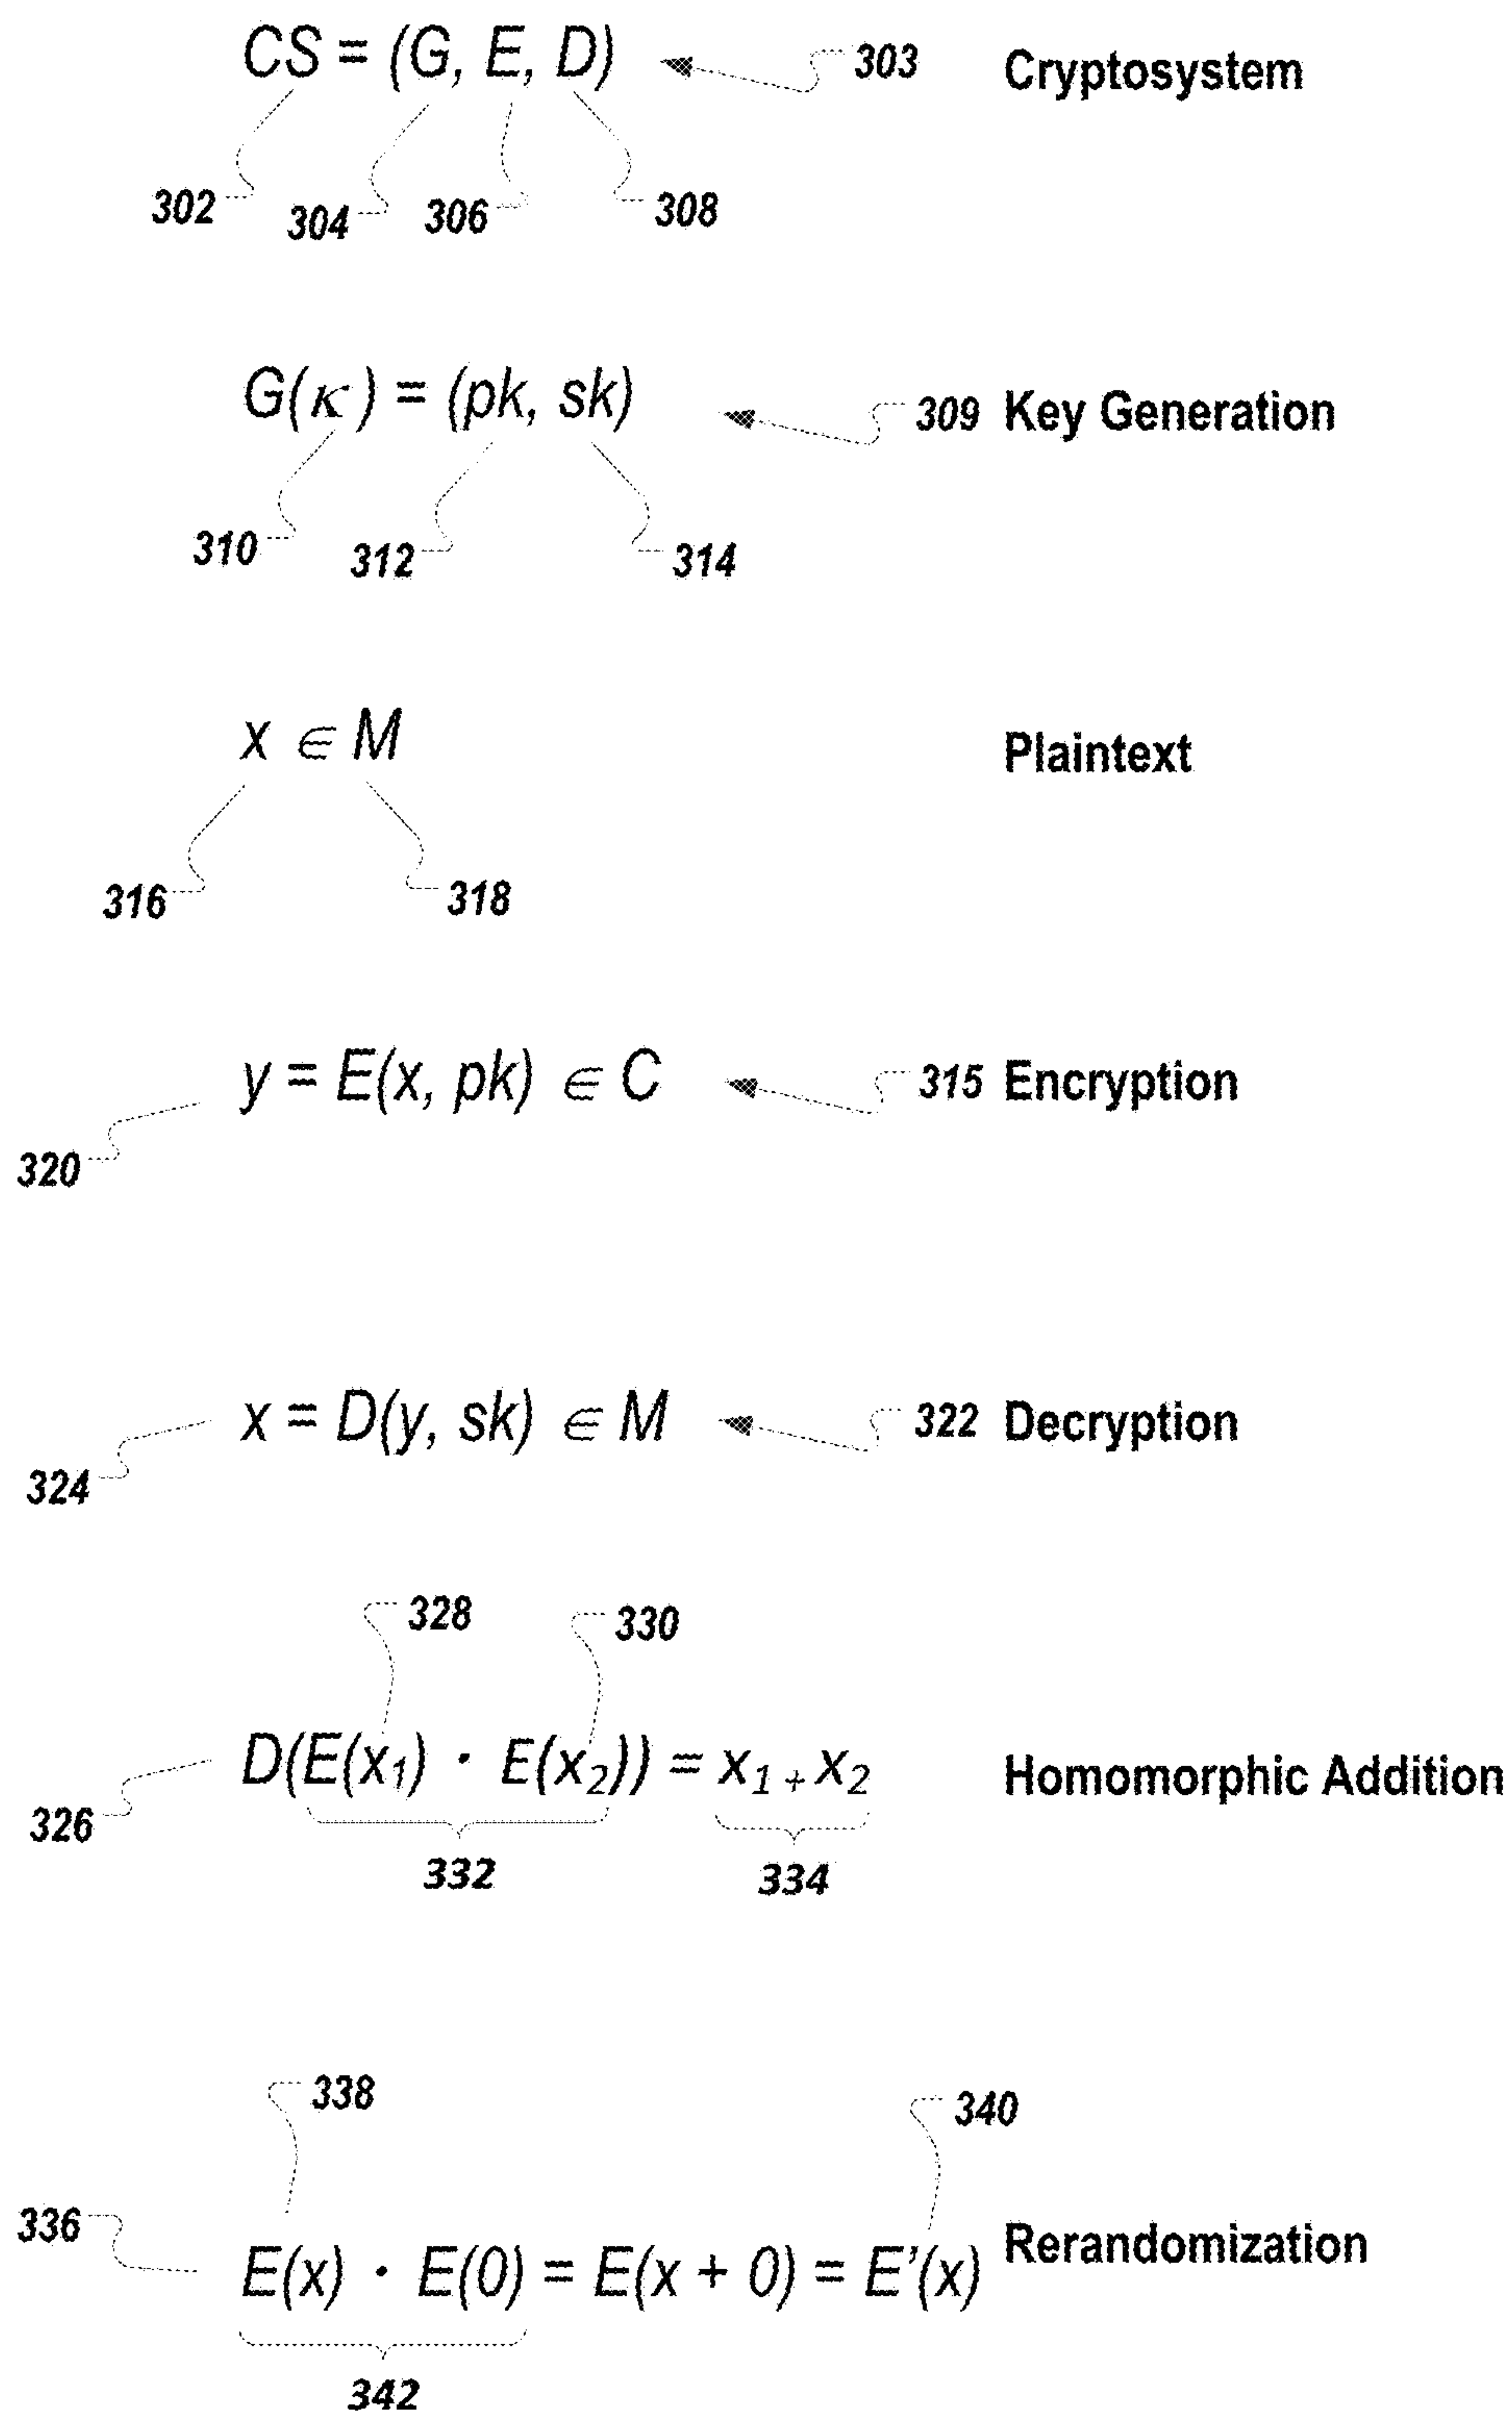 CS = (G, E, D) 303 Cryptosystem
302 304 306 308
G(κ) = (pk, sk) 309 Key Generation
310 312 314
x ∈ M Plaintext
316 318
y = E(x, pk) ∈ C 315 Encryption
320
x = D(y, sk) ∈ M 322 Decryption
324
328 330
D(E(x₁) · E(x₂)) = x₁ + x₂ Homomorphic Addition
326
332 334
338 340
336
E(x) · E(0) = E(x + 0) = E'(x) Rerandomization
342